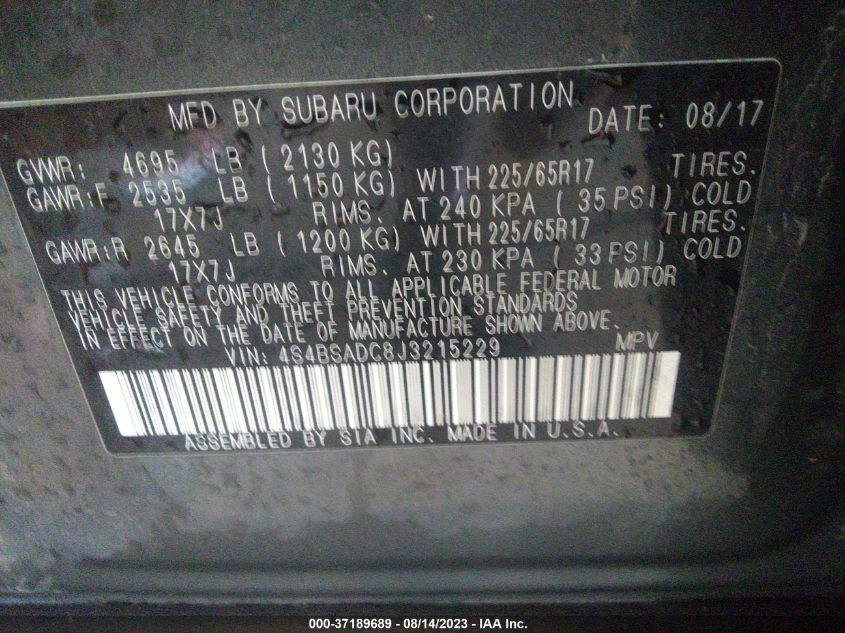 MFD BY SUBARU CORPORATION DATE: 08/17
GVWR: 4695 LB ( 2130 KG)
GAWR:F 2535 LB ( 1150 KG) WITH 225/65R17 TIRES.
17X7J RIMS. AT 240 KPA ( 35 PSI) COLD
GAWR:R 2645 LB ( 1200 KG) WITH 225/65R17 TIRES.
17X7J RIMS. AT 230 KPA ( 33 PSI) COLD
THIS VEHICLE CONFORMS TO ALL APPLICABLE FEDERAL MOTOR
VEHICLE SAFETY AND THEFT PREVENTION STANDARDS
IN EFFECT ON THE DATE OF MANUFACTURE SHOWN ABOVE.
VIN: 4S4BSADC8J3215229 MPV
ASSEMBLED BY SIA INC. MADE IN U.S.A.
000-37189689 - 08/14/2023 - IAA Inc.